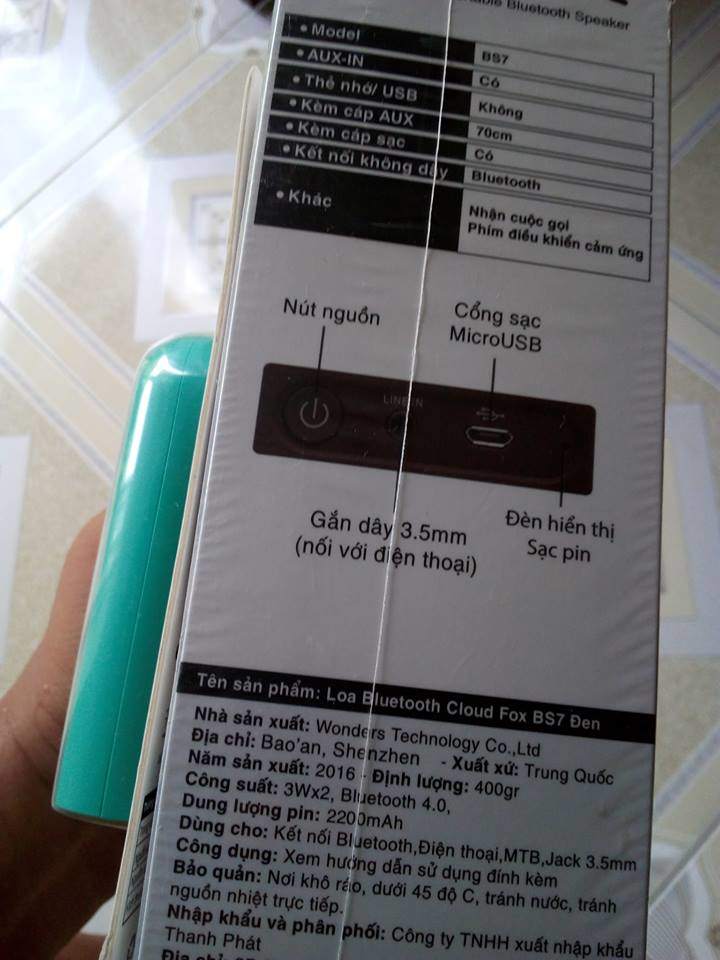 Bluetooth Speaker
• Model BS7
• AUX-IN Có
• Thẻ nhớ/ USB Không
• Kèm cáp AUX 70cm
• Kèm cáp sạc Có
• Kết nối không dây Bluetooth
• Khác Nhận cuộc gọi
Phím điều khiển cảm ứng
Nút nguồn
Cổng sạc
MicroUSB
LINE IN
Gắn dây 3.5mm
(nối với điện thoại)
Đèn hiển thị
Sạc pin
Tên sản phẩm: Loa Bluetooth Cloud Fox BS7 Đen
Nhà sản xuất: Wonders Technology Co.,Ltd
Địa chỉ: Bao'an, Shenzhen - Xuất xứ: Trung Quốc
Năm sản xuất: 2016 - Định lượng: 400gr
Công suất: 3Wx2, Bluetooth 4.0,
Dung lượng pin: 2200mAh
Dùng cho: Kết nối Bluetooth,Điện thoại,MTB,Jack 3.5mm
Công dụng: Xem hướng dẫn sử dụng đính kèm
Bảo quản: Nơi khô ráo, dưới 45 độ C, tránh nước, tránh
nguồn nhiệt trực tiếp.
Nhập khẩu và phân phối: Công ty TNHH xuất nhập khẩu
Thanh Phát
Địa chỉ: